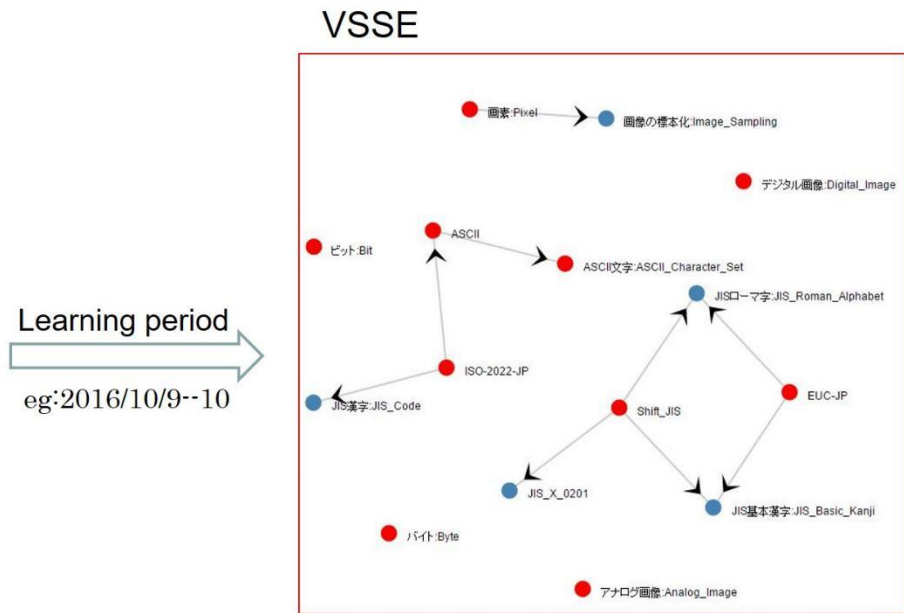 VSSE
画素:Pixel
画像の標本化:Image_Sampling
デジタル画像:Digital_Image
ASCII
ビット:Bit
ASCII文字:ASCII_Character_Set
JISローマ字:JIS_Roman_Alphabet
Learning period
ISO-2022-JP
eg:2016/10/9--10
JIS漢字:JIS_Code
Shift_JIS
EUC-JP
JIS_X_0201
JIS基本漢字:JIS_Basic_Kanji
バイト:Byte
アナログ画像:Analog_Image